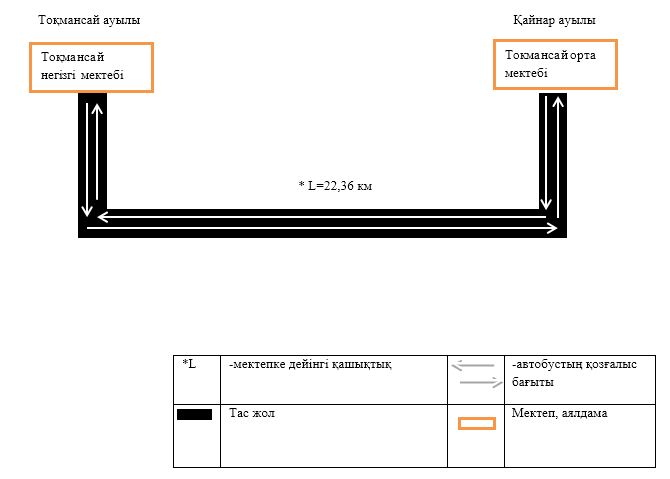 Тоқмансай ауылы
Қайнар ауылы
Тоқмансай
негізгі мектебі
Токмансай орта
мектебі
* L=22,36 км
*L
-мектепке дейінгі қашықтық
-автобустың қозғалыс
бағыты
Тас жол
Мектеп, аялдама